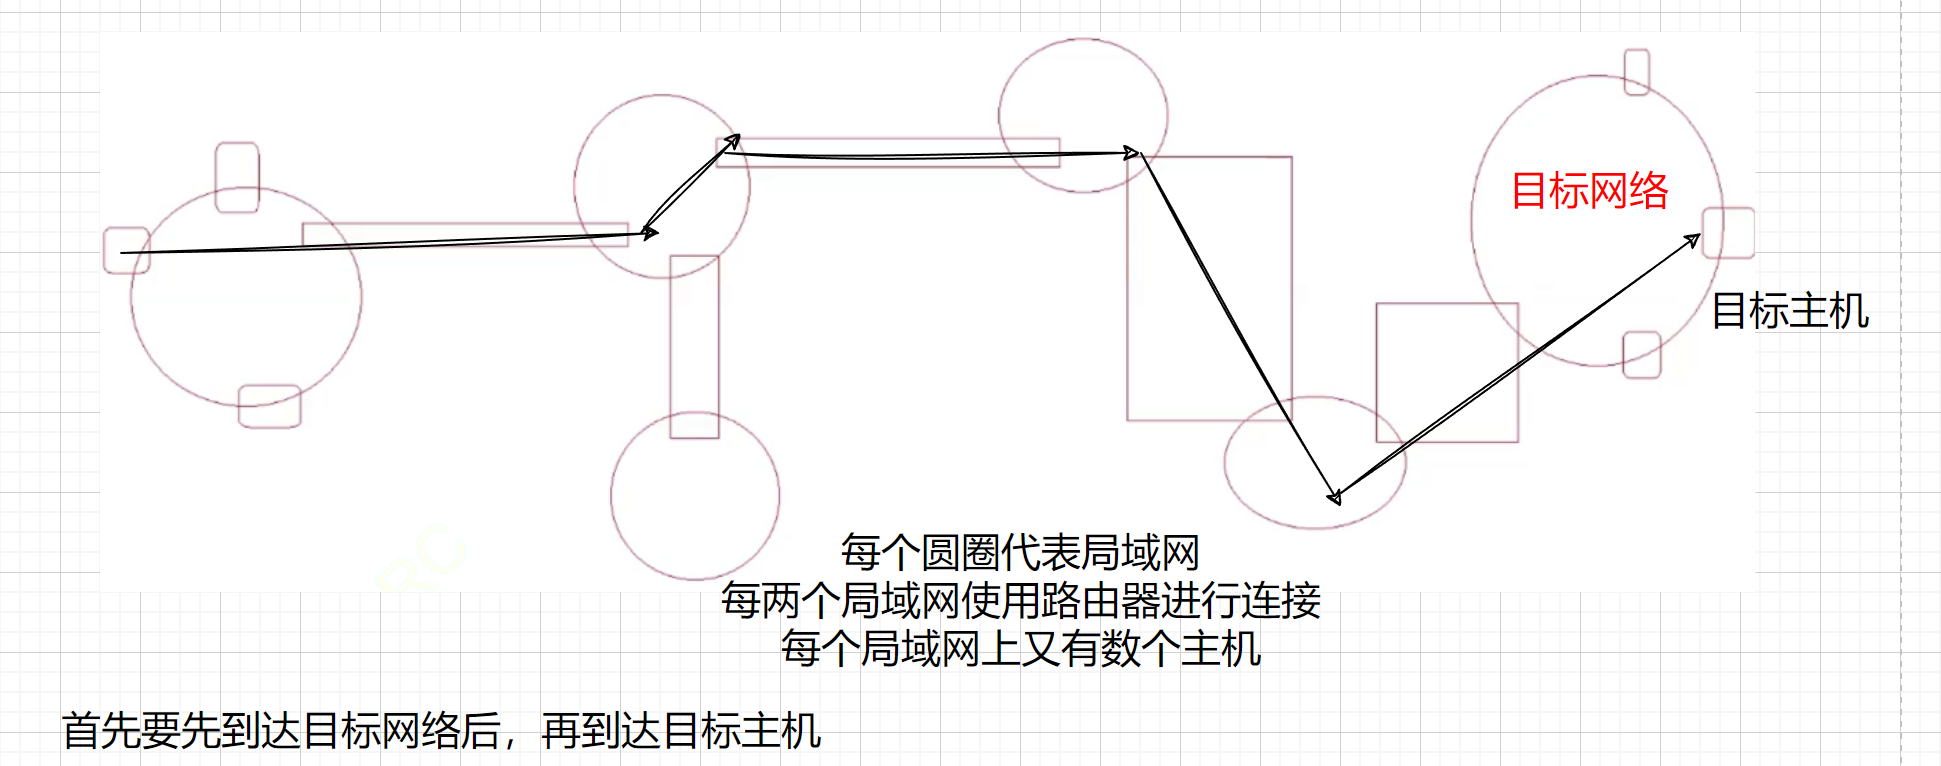 目标网络
目标主机
每个圆圈代表局域网
每两个局域网使用路由器进行连接
每个局域网上又有数个主机
首先要先到达目标网络后，再到达目标主机
RC